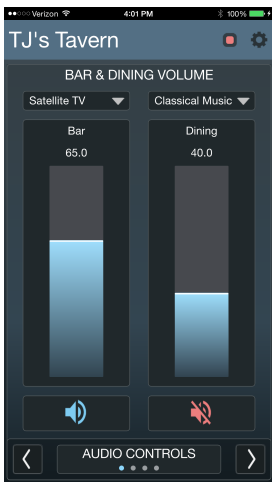 Verizon 4:01 PM 100%
TJ's Tavern
BAR & DINING VOLUME
Satellite TV Classical Music
Bar Dining
65.0 40.0
AUDIO CONTROLS